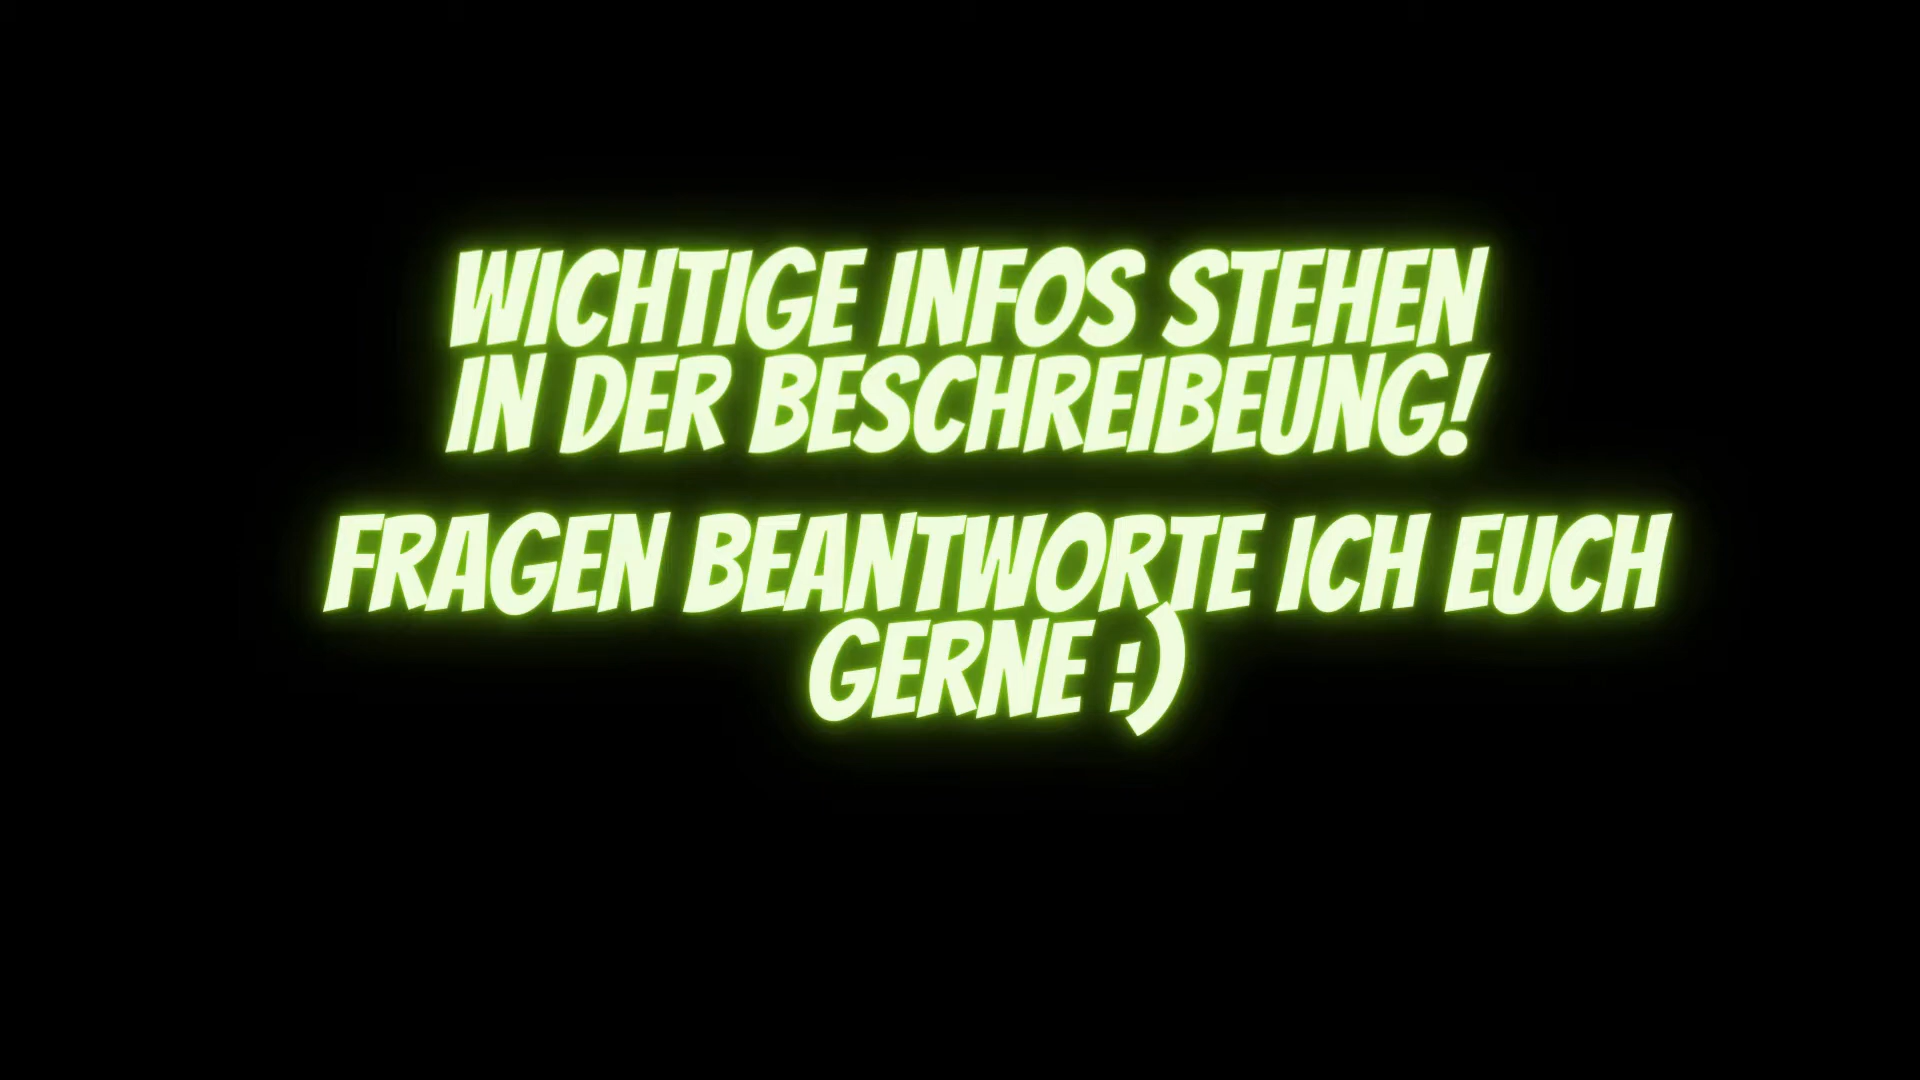 WICHTIGE INFOS STEHEN
IN DER BESCHREIBEUNG!
FRAGEN BEANTWORTE ICH EUCH
GERNE :)